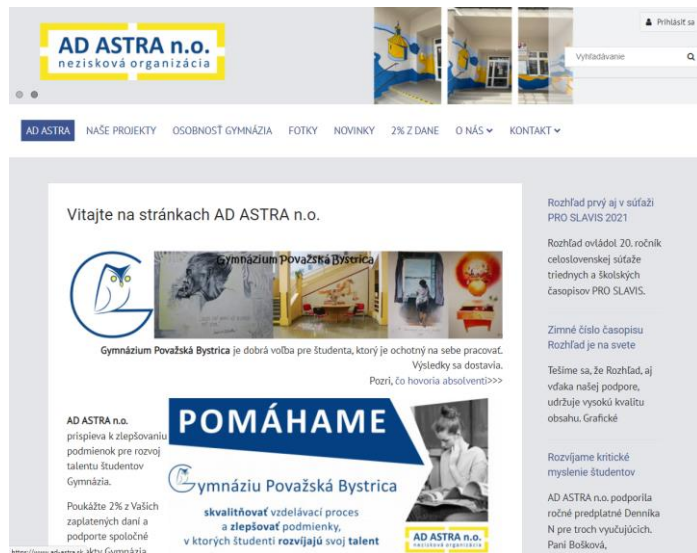 AD ASTRA n.o.
nezisková organizácia
Prihlásiť sa
Vyhľadávanie
AD ASTRA
NAŠE PROJEKTY
OSOBNOSŤ GYMNÁZIA
FOTKY
NOVINKY
2% Z DANE
O NÁS
KONTAKT
Vitajte na stránkach AD ASTRA n.o.
Gymnázium Považská Bystrica
Gymnázium Považská Bystrica je dobrá voľba pre študenta, ktorý je ochotný na sebe pracovať.
Výsledky sa dostavia.
Pozri, čo hovoria absolventi>>>
AD ASTRA n.o.
prispieva k zlepšovaniu
podmienok pre rozvoj
talentu študentov
Gymnázia.
Poukážte 2% z Vašich
zaplatených daní a
podporte spoločné
akty Gymnázia
POMÁHAME
Gymnáziu Považská Bystrica
skvalitňovať vzdelávací proces
a zlepšovať podmienky,
v ktorých študenti rozvíjajú svoj talent
AD ASTRA n.o.
nezisková organizácia
Rozhľad prvý aj v súťaži
PRO SLAVIS 2021
Rozhľad ovládol 20. ročník
celoslovenskej súťaže
triednych a školských
časopisov PRO SLAVIS.
Zimné číslo časopisu
Rozhľad je na svete
Tešíme sa, že Rozhľad, aj
vďaka našej podpore,
udržuje vysokú kvalitu
obsahu. Grafické
Rozvíjame kritické
myslenie študentov
AD ASTRA n.o. podporila
ročné predplatné Denníka
N pre troch vyučujúcich.
Pani Bošková,